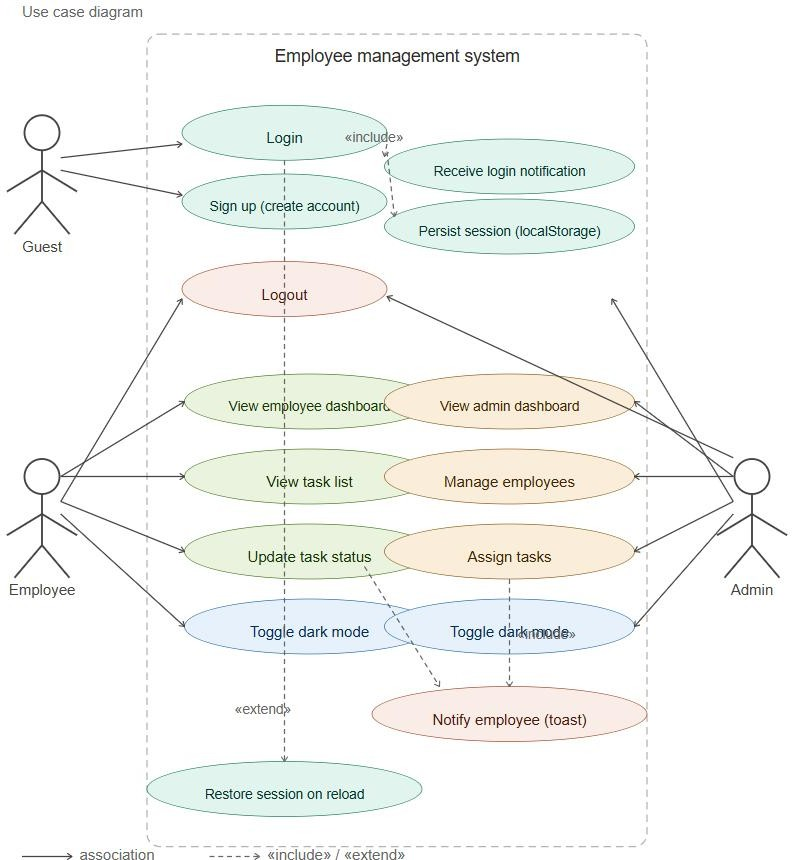 Use case diagram
Employee management system
Login
«include»
Receive login notification
Sign up (create account)
Persist session (localStorage)
Guest
Logout
View employee dashboard
View admin dashboard
View task list
Manage employees
Update task status
Assign tasks
Employee
Admin
Toggle dark mode
Toggle dark mode
«include»
«extend»
Notify employee (toast)
Restore session on reload
association
«include» / «extend»